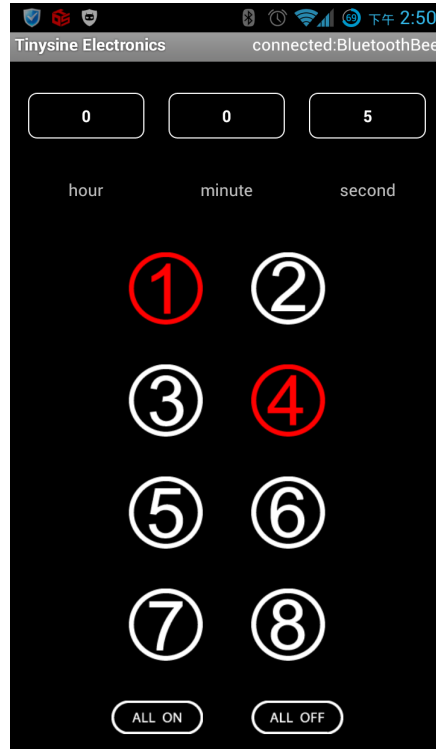 69 下午 2:50
Tinysine Electronics connected:BluetoothBee
0 0 5
hour minute second
1 2
3 4
5 6
7 8
ALL ON ALL OFF